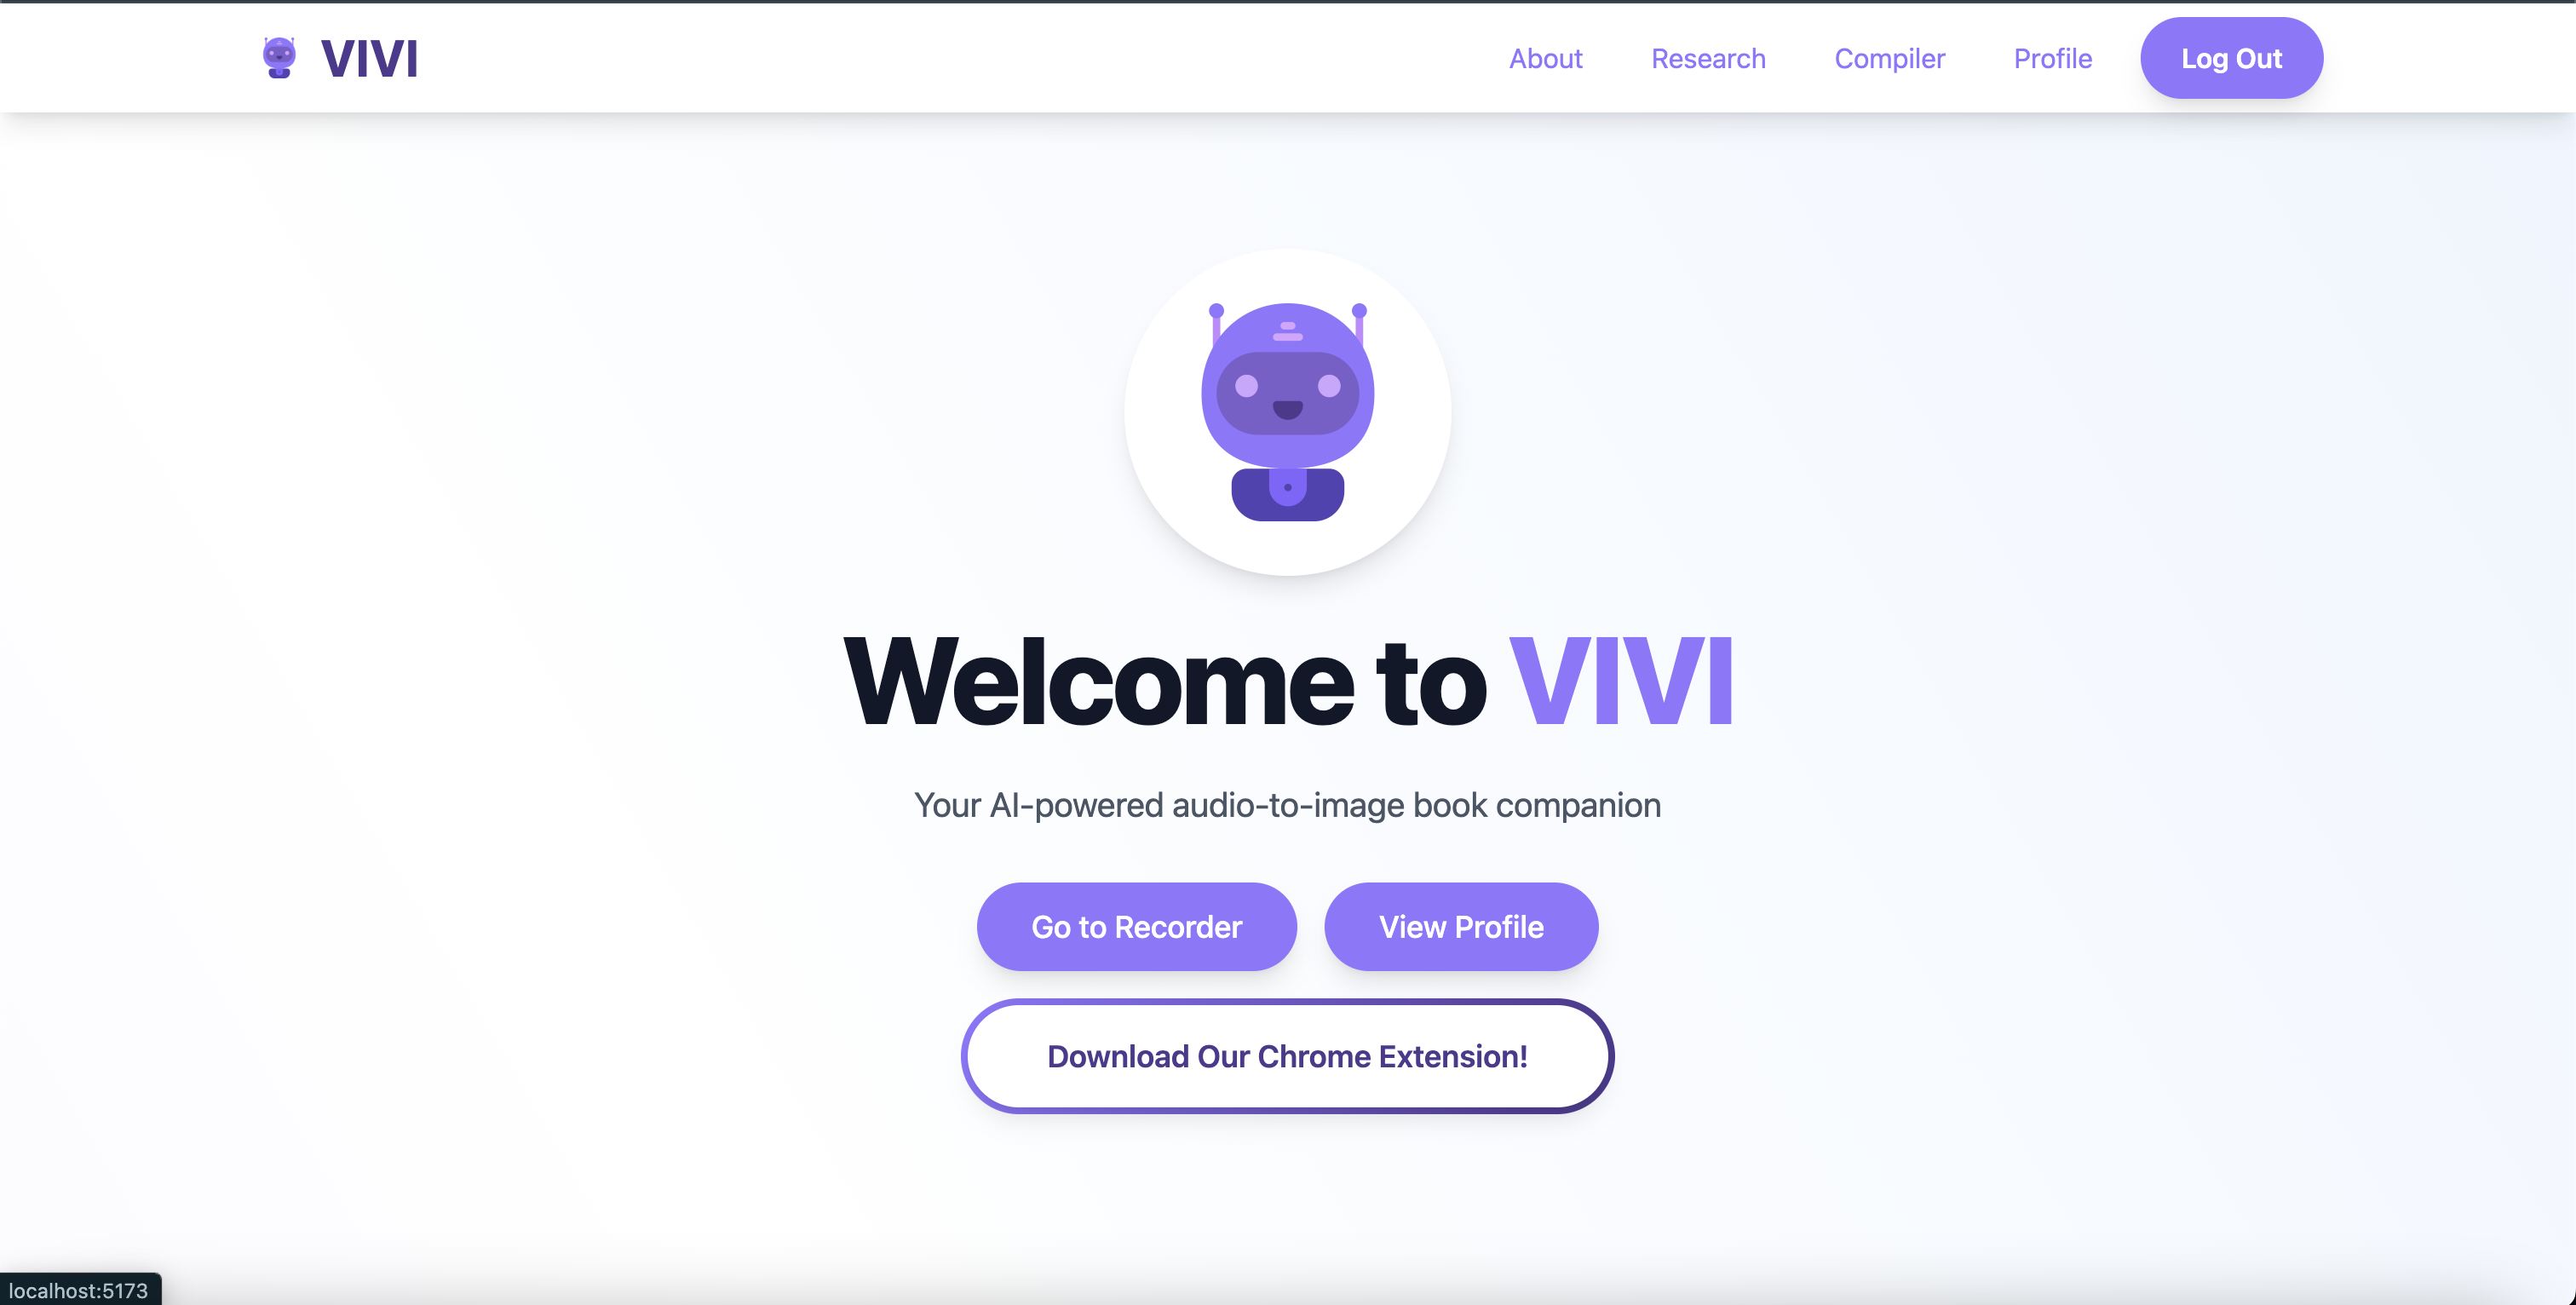 VIVI
About Research Compiler Profile Log Out
Welcome to VIVI
Your AI-powered audio-to-image book companion
Go to Recorder View Profile
Download Our Chrome Extension!
localhost:5173